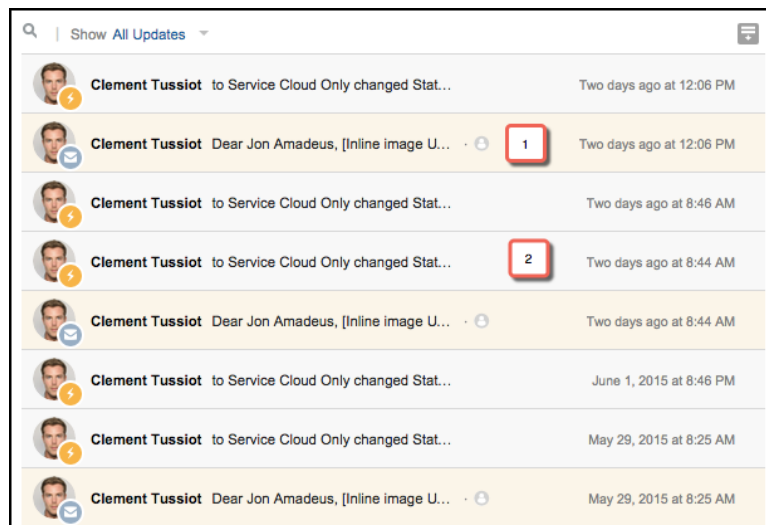 Show All Updates
Clement Tussiot to Service Cloud Only changed Stat... Two days ago at 12:06 PM
Clement Tussiot Dear Jon Amadeus, [Inline image U... · 1 Two days ago at 12:06 PM
Clement Tussiot to Service Cloud Only changed Stat... Two days ago at 8:46 AM
Clement Tussiot to Service Cloud Only changed Stat... 2 Two days ago at 8:44 AM
Clement Tussiot Dear Jon Amadeus, [Inline image U... · Two days ago at 8:44 AM
Clement Tussiot to Service Cloud Only changed Stat... June 1, 2015 at 8:46 PM
Clement Tussiot to Service Cloud Only changed Stat... May 29, 2015 at 8:25 AM
Clement Tussiot Dear Jon Amadeus, [Inline image U... · May 29, 2015 at 8:25 AM